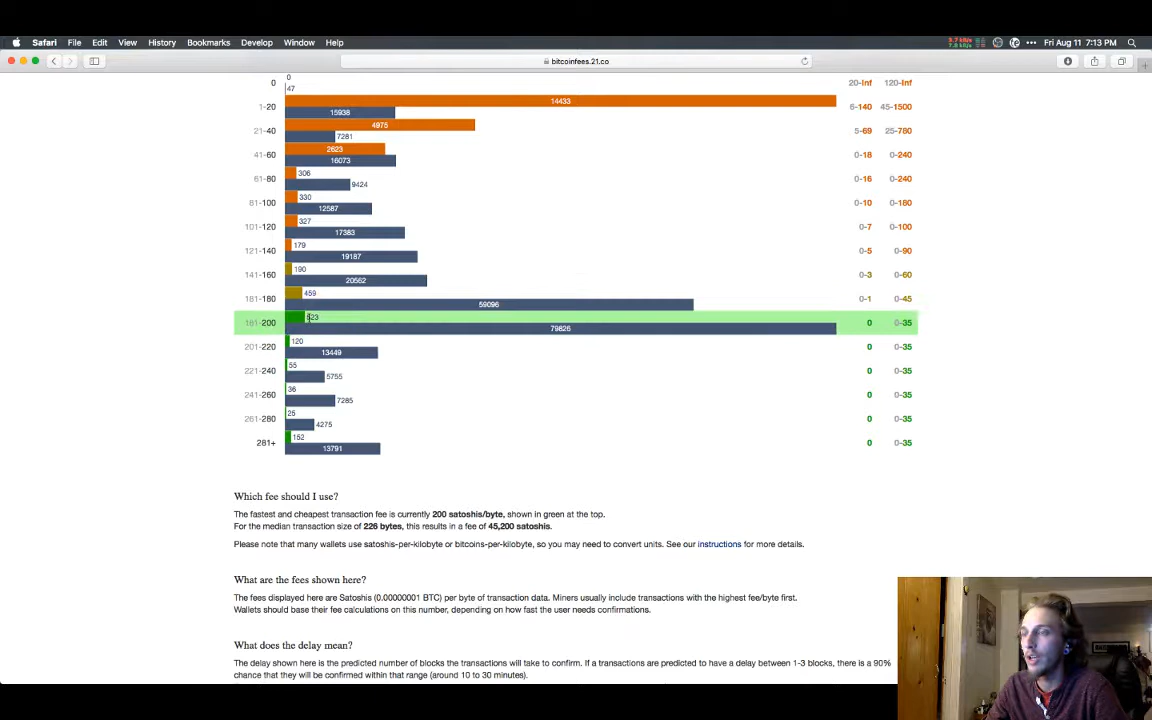 Safari File Edit View History Bookmarks Develop Window Help Fri Aug 11 7:13 PM
bitcoinfees.21.co
0 0 20-Inf 120-Inf
47
1-20 14433 6-140 45-1500
15938
21-40 4975 5-69 25-780
7281
41-60 2623 0-18 0-240
16073
61-80 306 0-16 0-240
9424
81-100 330 0-10 0-180
12587
101-120 327 0-7 0-100
17383
121-140 179 0-5 0-90
19187
141-160 190 0-3 0-60
20562
161-180 459 0-1 0-45
59096
181-200 523 0 0-35
79826
201-220 120 0 0-35
13449
221-240 55 0 0-35
5755
241-260 36 0 0-35
7285
261-280 25 0 0-35
4275
281+ 152 0 0-35
13791
Which fee should I use?
The fastest and cheapest transaction fee is currently 200 satoshis/byte, shown in green at the top.
For the median transaction size of 226 bytes, this results in a fee of 45,200 satoshis.
Please note that many wallets use satoshis-per-kilobyte or bitcoins-per-kilobyte, so you may need to convert units. See our instructions for more details.
What are the fees shown here?
The fees displayed here are Satoshis (0.00000001 BTC) per byte of transaction data. Miners usually include transactions with the highest fee/byte first.
Wallets should base their fee calculations on this number, depending on how fast the user needs confirmations.
What does the delay mean?
The delay shown here is the predicted number of blocks the transactions will take to confirm. If a transactions are predicted to have a delay between 1-3 blocks, there is a 90%
chance that they will be confirmed within that range (around 10 to 30 minutes).